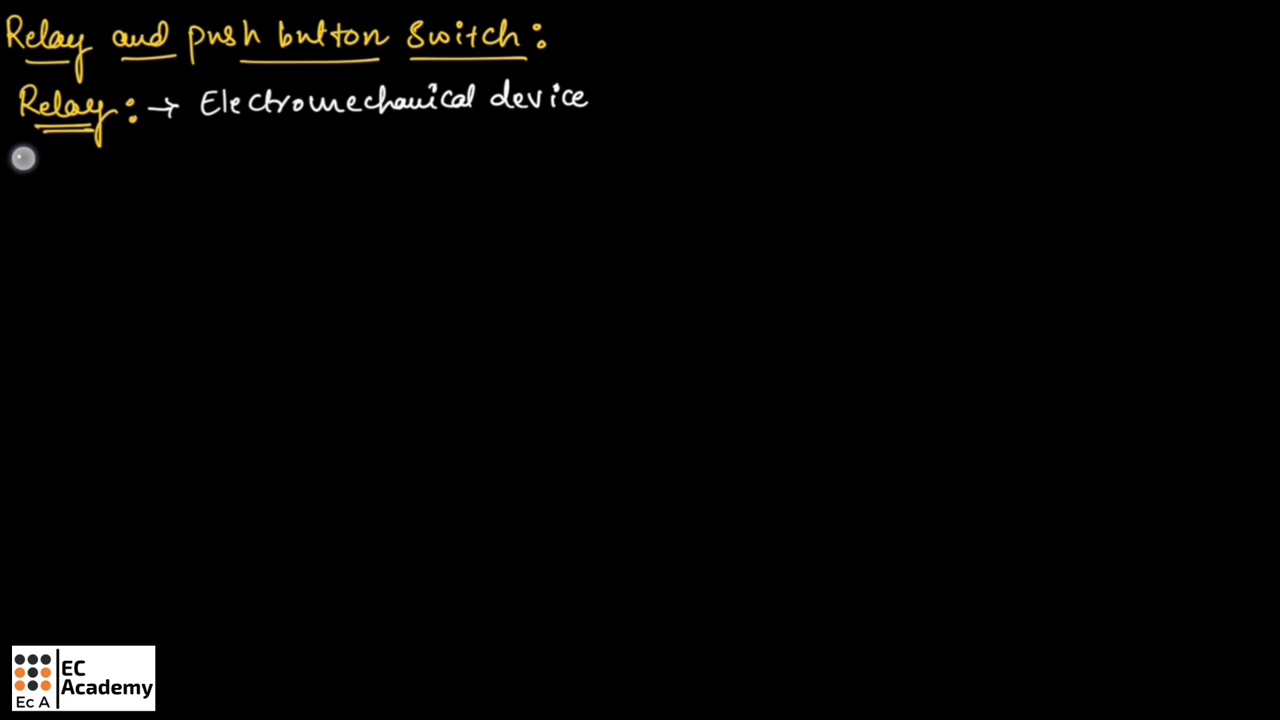 Relay and push button switch:
Relay: → Electromechanical device
EC
Academy
Ec A